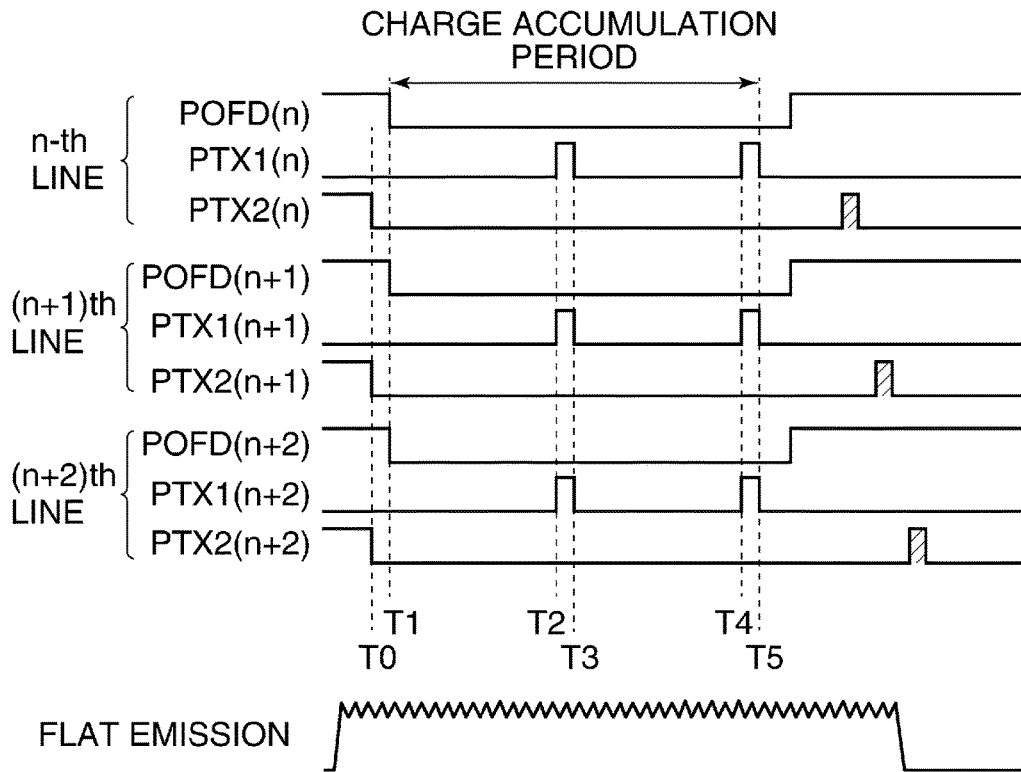 CHARGE ACCUMULATION
PERIOD
n-th
LINE
POFD(n)
PTX1(n)
PTX2(n)
(n+1)th
LINE
POFD(n+1)
PTX1(n+1)
PTX2(n+1)
(n+2)th
LINE
POFD(n+2)
PTX1(n+2)
PTX2(n+2)
T1 T2 T4
T0 T3 T5
FLAT EMISSION